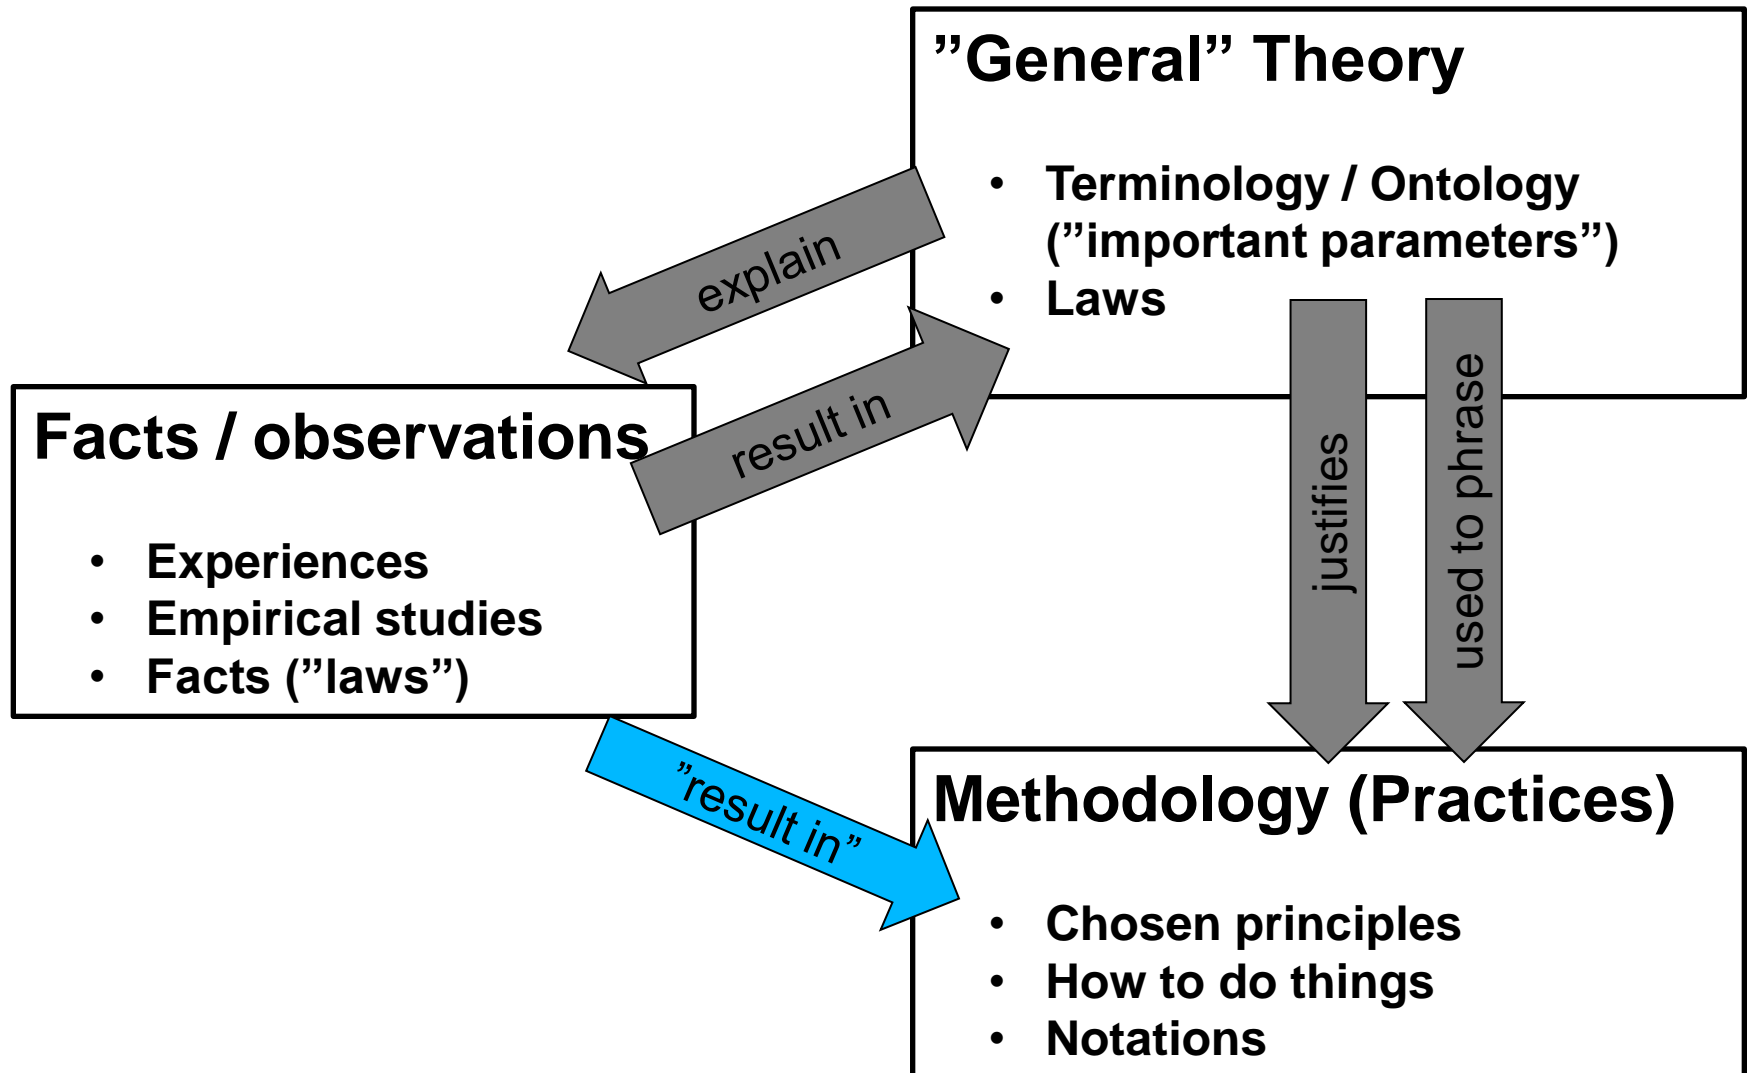 ”General” Theory
• Terminology / Ontology
(”important parameters”)
• Laws
explain
result in
Facts / observations
• Experiences
• Empirical studies
• Facts (”laws”)
justifies
used to phrase
”result in”
Methodology (Practices)
• Chosen principles
• How to do things
• Notations